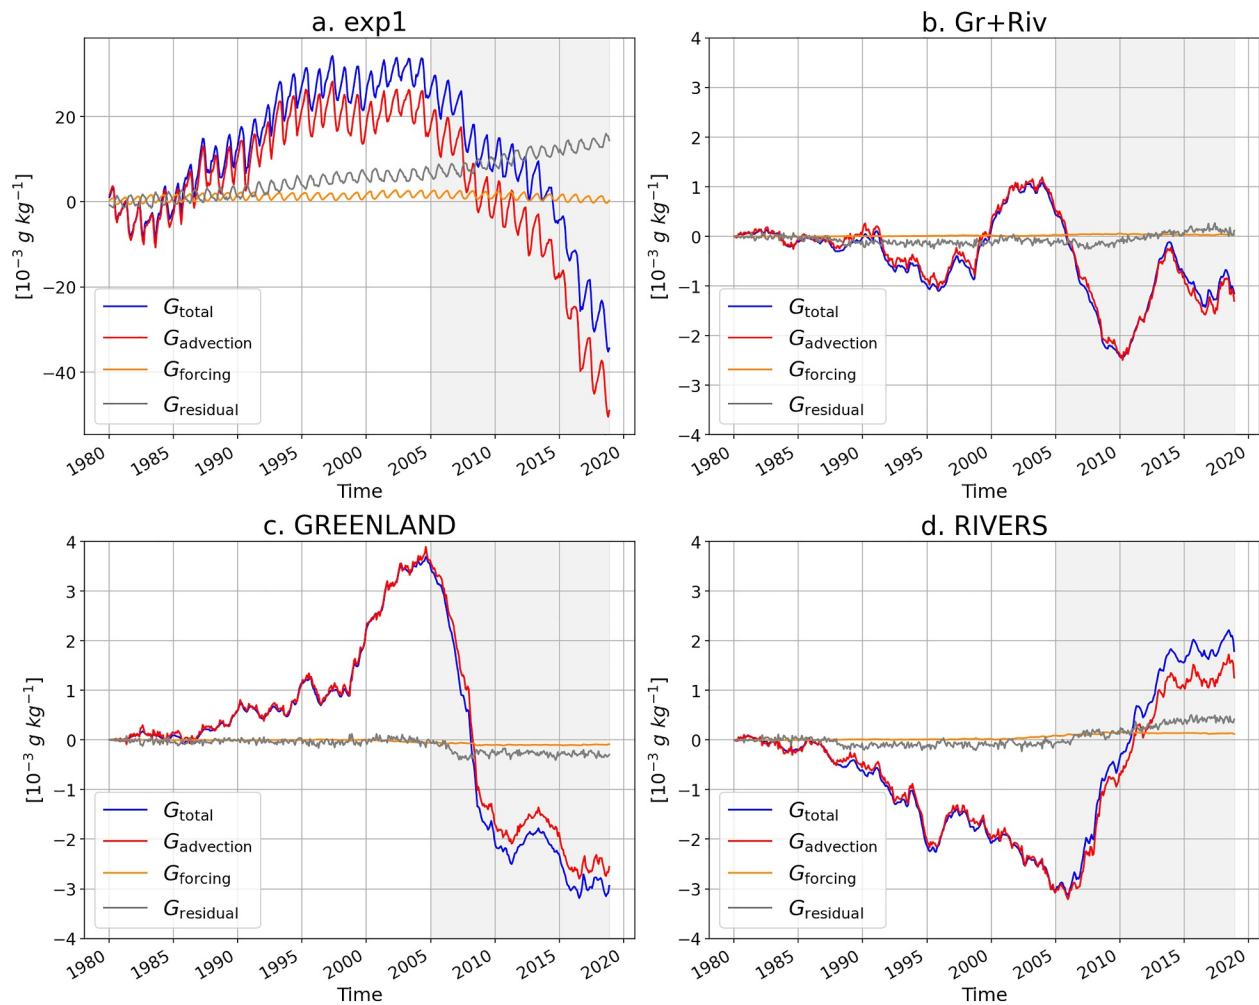 a. exp1
[10⁻³ g kg⁻¹]
20
0
−20
−40
G_total
G_advection
G_forcing
G_residual
1980 1985 1990 1995 2000 2005 2010 2015 2020
Time
b. Gr+Riv
[10⁻³ g kg⁻¹]
4
3
2
1
0
−1
−2
−3
−4
G_total
G_advection
G_forcing
G_residual
1980 1985 1990 1995 2000 2005 2010 2015 2020
Time
c. GREENLAND
[10⁻³ g kg⁻¹]
4
3
2
1
0
−1
−2
−3
−4
G_total
G_advection
G_forcing
G_residual
1980 1985 1990 1995 2000 2005 2010 2015 2020
Time
d. RIVERS
[10⁻³ g kg⁻¹]
4
3
2
1
0
−1
−2
−3
−4
G_total
G_advection
G_forcing
G_residual
1980 1985 1990 1995 2000 2005 2010 2015 2020
Time